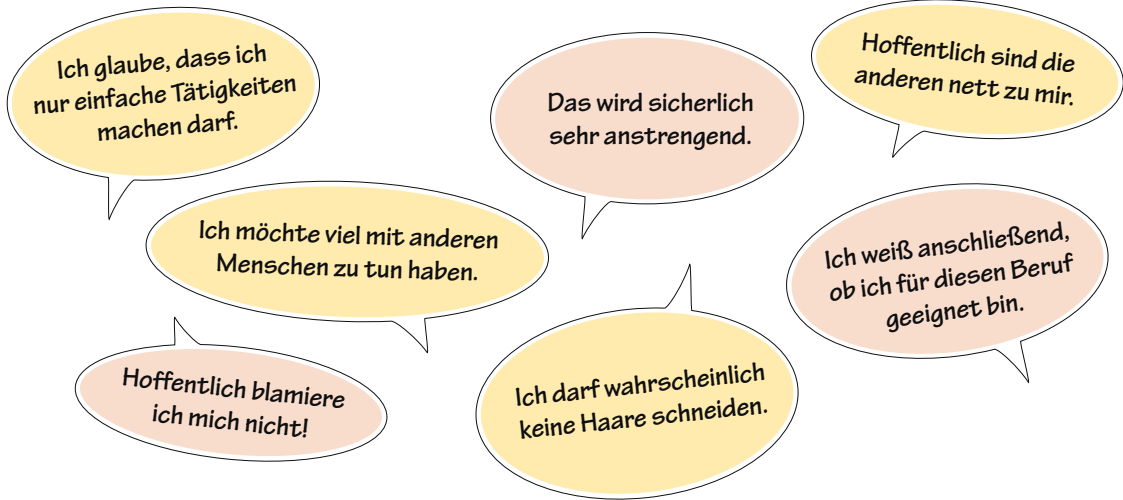 Ich glaube, dass ich
nur einfache Tätigkeiten
machen darf.
Das wird sicherlich
sehr anstrengend.
Hoffentlich sind die
anderen nett zu mir.
Ich möchte viel mit anderen
Menschen zu tun haben.
Ich weiß anschließend,
ob ich für diesen Beruf
geeignet bin.
Hoffentlich blamiere
ich mich nicht!
Ich darf wahrscheinlich
keine Haare schneiden.